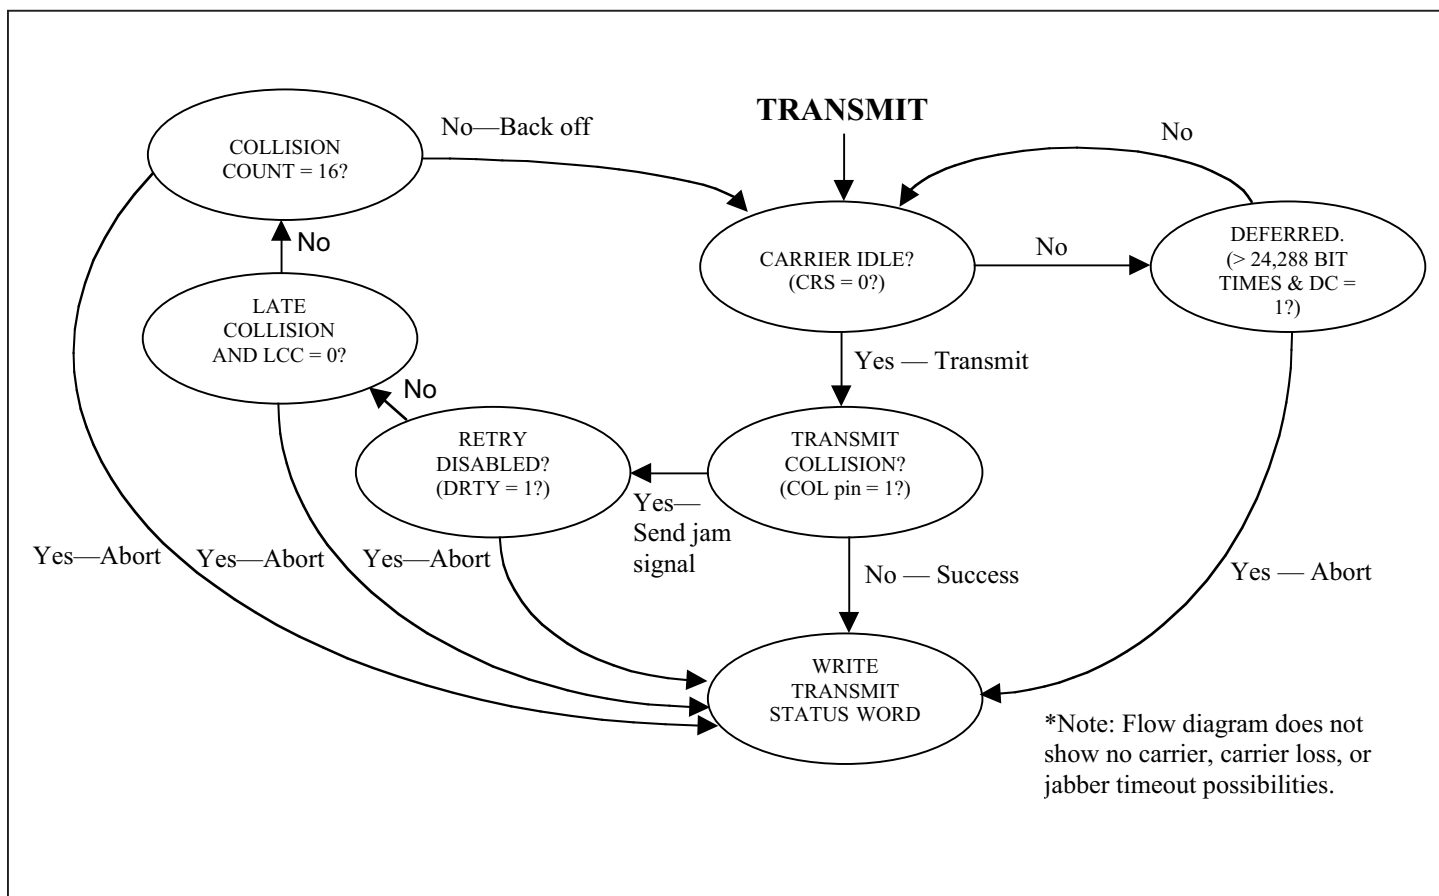 TRANSMIT
No—Back off
No
COLLISION
COUNT = 16?
No
CARRIER IDLE?
(CRS = 0?)
No
DEFERRED.
(> 24,288 BIT
TIMES & DC =
1?)
LATE
COLLISION
AND LCC = 0?
Yes — Transmit
No
RETRY
DISABLED?
(DRTY = 1?)
TRANSMIT
COLLISION?
(COL pin = 1?)
Yes—
Send jam
signal
Yes—Abort
Yes—Abort
Yes—Abort
No — Success
Yes — Abort
WRITE
TRANSMIT
STATUS WORD
*Note: Flow diagram does not
show no carrier, carrier loss, or
jabber timeout possibilities.